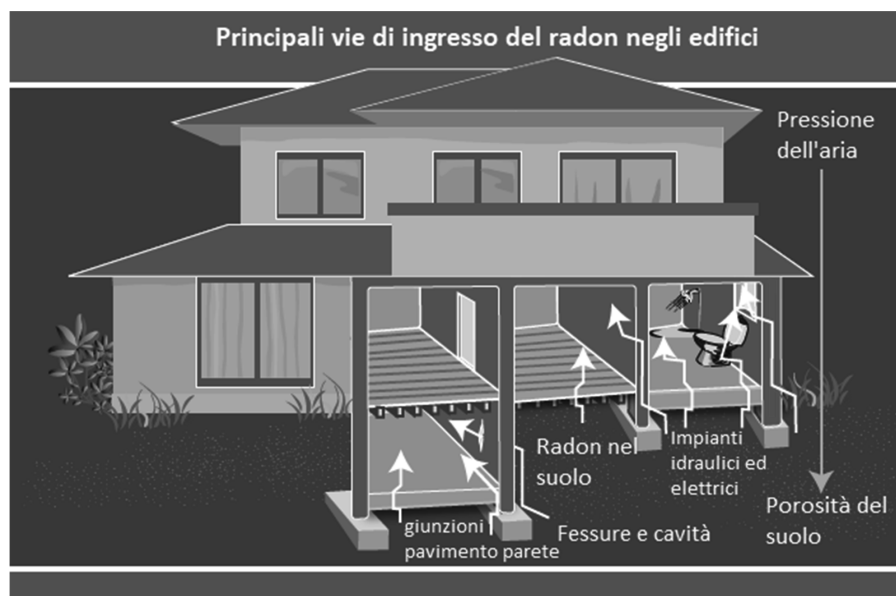 Principali vie di ingresso del radon negli edifici
Pressione
dell'aria
Radon nel
suolo
Impianti
idraulici ed
elettrici
Porosità del
suolo
giunzioni
pavimento parete
Fessure e cavità